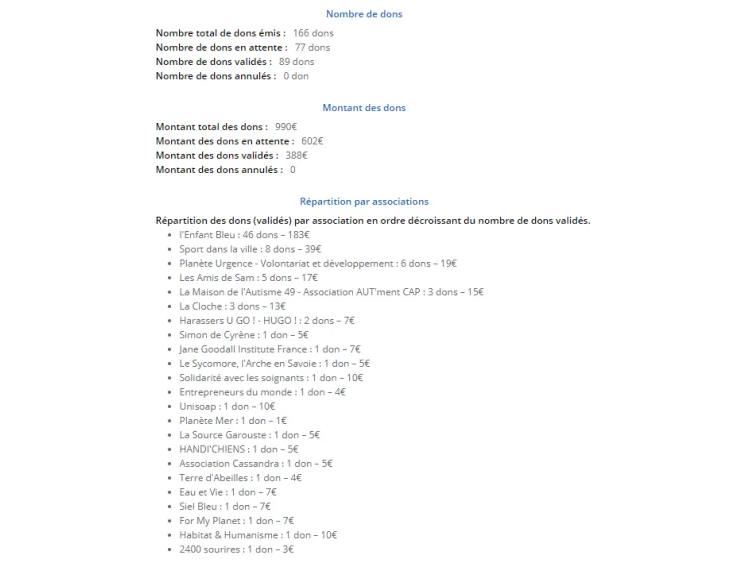 Nombre de dons
Nombre total de dons émis : 166 dons
Nombre de dons en attente : 77 dons
Nombre de dons validés : 89 dons
Nombre de dons annulés : 0 don
Montant des dons
Montant total des dons : 990€
Montant des dons en attente : 602€
Montant des dons validés : 388€
Montant des dons annulés : 0
Répartition par associations
Répartition des dons (validés) par association en ordre décroissant du nombre de dons validés.
• l'Enfant Bleu : 46 dons – 183€
• Sport dans la ville : 8 dons – 39€
• Planète Urgence - Volontariat et développement : 6 dons – 19€
• Les Amis de Sam : 5 dons – 17€
• La Maison de l'Autisme 49 - Association AUT'ment CAP : 3 dons – 15€
• La Cloche : 3 dons – 13€
• Harassers U GO ! - HUGO ! : 2 dons – 7€
• Simon de Cyrène : 1 don – 5€
• Jane Goodall Institute France : 1 don – 7€
• Le Sycomore, l'Arche en Savoie : 1 don – 5€
• Solidarité avec les soignants : 1 don – 10€
• Entrepreneurs du monde : 1 don – 4€
• Unisoap : 1 don – 10€
• Planète Mer : 1 don – 1€
• La Source Garouste : 1 don – 5€
• HANDI'CHIENS : 1 don – 5€
• Association Cassandra : 1 don – 5€
• Terre d'Abeilles : 1 don – 4€
• Eau et Vie : 1 don – 7€
• Siel Bleu : 1 don – 7€
• For My Planet : 1 don – 7€
• Habitat & Humanisme : 1 don – 10€
• 2400 sourires : 1 don – 3€